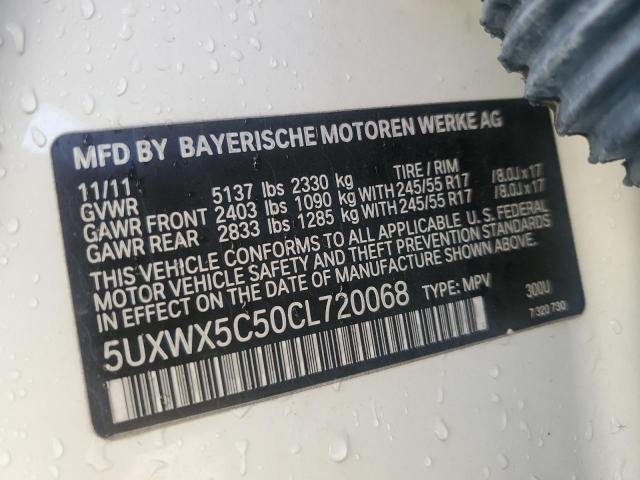 MFD BY BAYERISCHE MOTOREN WERKE AG
11/11 TIRE / RIM
GVWR 5137 lbs 2330 kg
GAWR FRONT 2403 lbs 1090 kg WITH 245/55 R17 /8.0J x 17
GAWR REAR 2833 lbs 1285 kg WITH 245/55 R17 /8.0J x 17
THIS VEHICLE CONFORMS TO ALL APPLICABLE U.S. FEDERAL
MOTOR VEHICLE SAFETY AND THEFT PREVENTION STANDARDS
IN EFFECT ON THE DATE OF MANUFACTURE SHOWN ABOVE.
5UXWX5C50CL720068 TYPE: MPV 300U
7 320 730